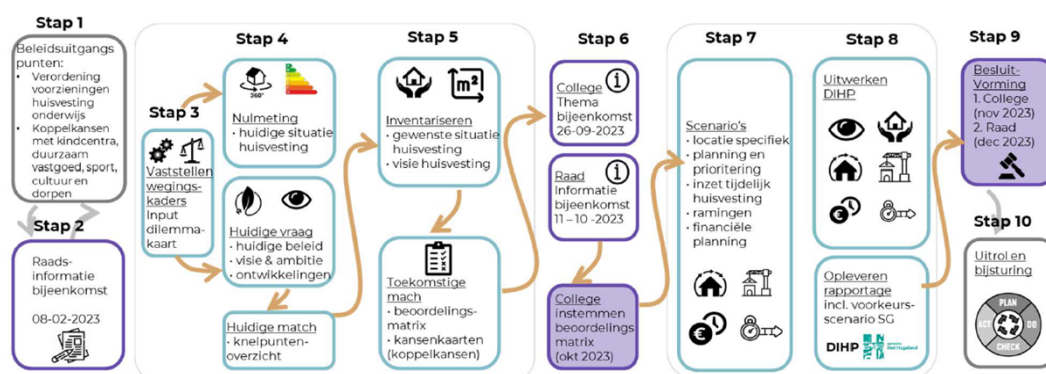 Stap 1
Beleidsuitgangs
punten:
• Verordening
voorzieningen
huisvesting
onderwijs
• Koppelkansen
met kindcentra,
duurzaam
vastgoed, sport,
cultuur en
dorpen
Stap 2
Raads-
informatie
bijeenkomst
08-02-2023
Stap 3
Vaststellen
wegings-
kaders
Input
dilemma-
kaart
Stap 4
360°
Nulmeting
• huidige situatie
huisvesting
Huidige vraag
• huidige beleid
• visie & ambitie
• ontwikkelingen
Huidige match
• knelpunten-
overzicht
Stap 5
m²
Inventariseren
• gewenste situatie
huisvesting
• visie huisvesting
Toekomstige
mach
• beoordelings-
matrix
• kansenkaarten
(koppelkansen)
Stap 6
College
Thema
bijeenkomst
26-09-2023
Raad
Informatie
bijeenkomst
11 – 10 -2023
College
instemmen
beoordelings
matrix
(okt 2023)
Stap 7
Scenario's
• locatie specifiek
• planning en
prioritering
• inzet tijdelijk
huisvesting
• ramingen
• financiële
planning
Stap 8
Uitwerken
DIHP
Opleveren
rapportage
incl. voorkeurs-
scenario SG
DIHP
Het Hogeland
Stap 9
Besluit-
Vorming
1. College
(nov 2023)
2. Raad
(dec 2023)
Stap 10
Uitrol en
bijsturing
PLAN
ACT
DO
CHECK